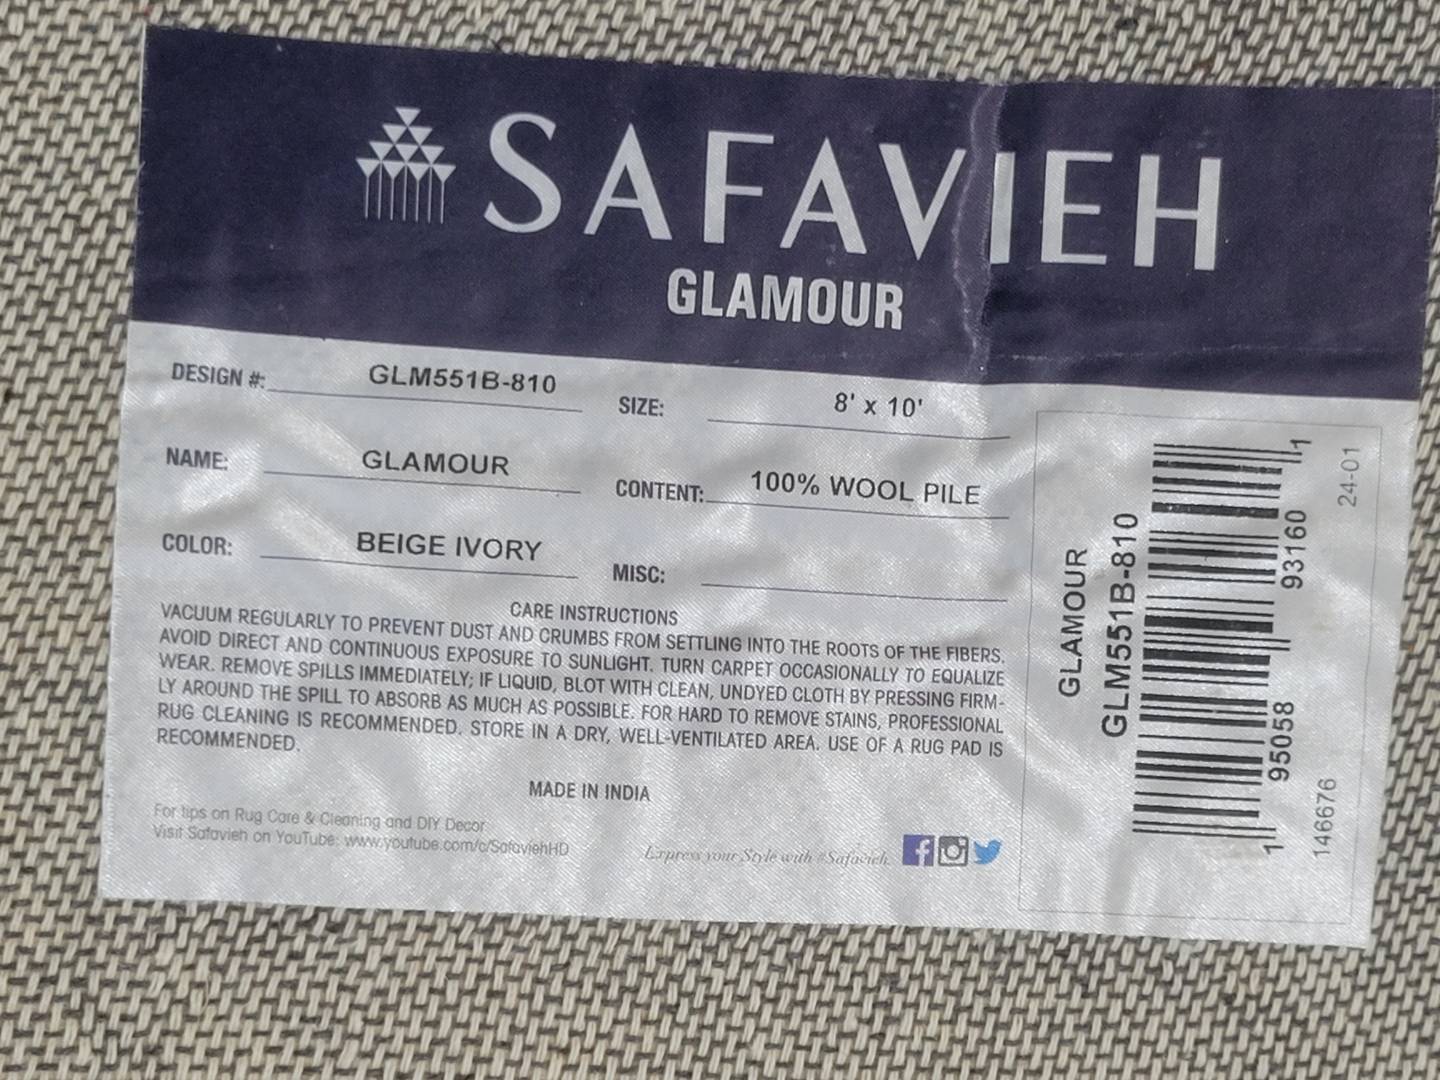 SAFAVIEH
GLAMOUR
DESIGN #: GLM551B-810
SIZE: 8' x 10'
NAME: GLAMOUR
CONTENT: 100% WOOL PILE
COLOR: BEIGE IVORY
MISC:
CARE INSTRUCTIONS
VACUUM REGULARLY TO PREVENT DUST AND CRUMBS FROM SETTLING INTO THE ROOTS OF THE FIBERS.
AVOID DIRECT AND CONTINUOUS EXPOSURE TO SUNLIGHT. TURN CARPET OCCASIONALLY TO EQUALIZE
WEAR. REMOVE SPILLS IMMEDIATELY; IF LIQUID, BLOT WITH CLEAN, UNDYED CLOTH BY PRESSING FIRM-
LY AROUND THE SPILL TO ABSORB AS MUCH AS POSSIBLE. FOR HARD TO REMOVE STAINS, PROFESSIONAL
RUG CLEANING IS RECOMMENDED. STORE IN A DRY, WELL-VENTILATED AREA. USE OF A RUG PAD IS
RECOMMENDED.
MADE IN INDIA
For tips on Rug Care & Cleaning and DIY Decor
Visit Safavieh on YouTube: www.youtube.com/c/SafaviehHD
Express your Style with #Safavieh
GLAMOUR
GLM551B-810
1 95058 93160 1
146676 24-01